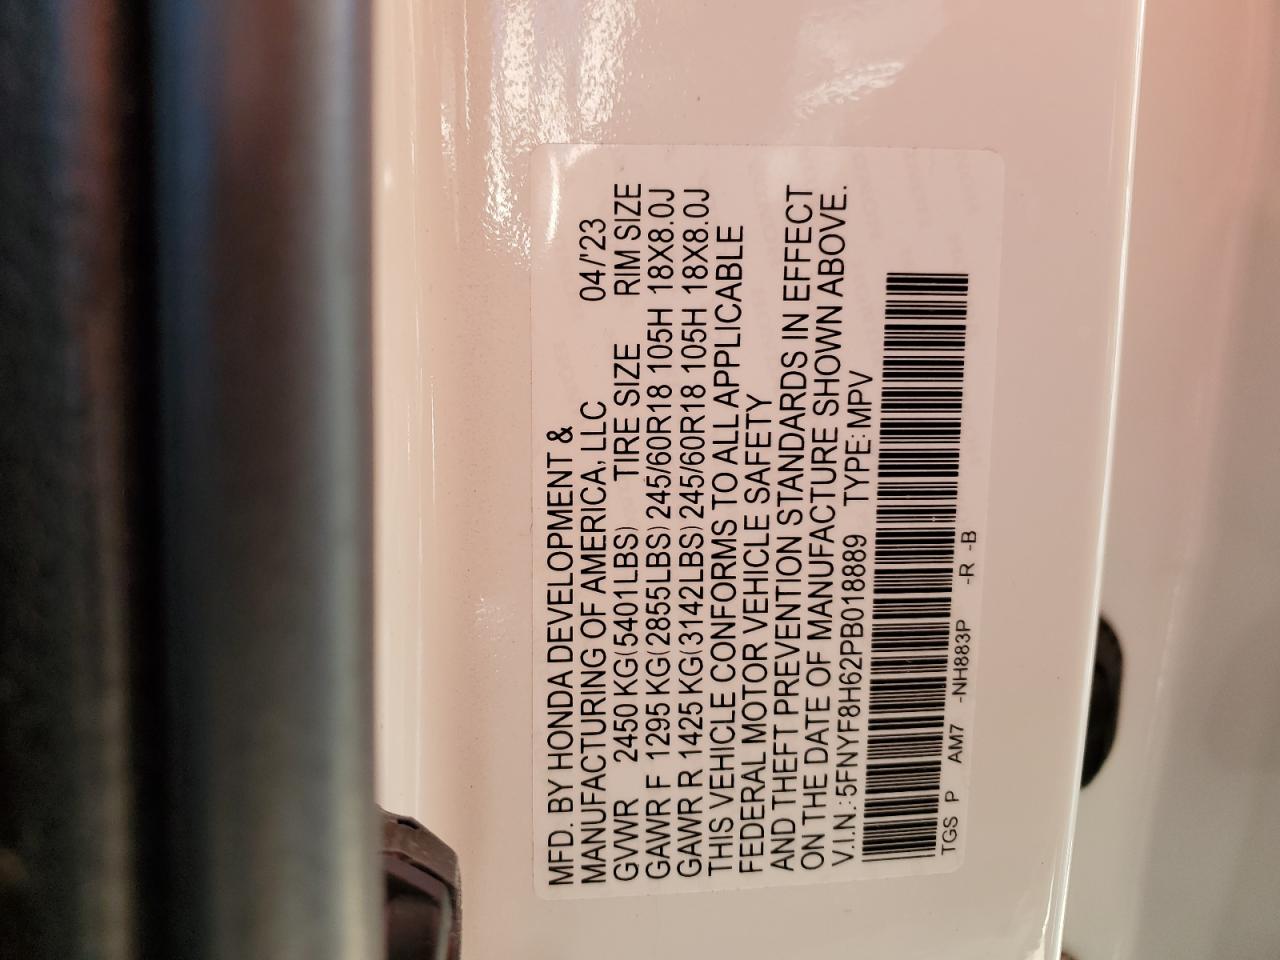 MFD. BY HONDA DEVELOPMENT &
MANUFACTURING OF AMERICA, LLC 04/'23
GVWR 2450 KG(5401LBS) TIRE SIZE RIM SIZE
GAWR F 1295 KG(2855LBS) 245/60R18 105H 18X8.0J
GAWR R 1425 KG(3142LBS) 245/60R18 105H 18X8.0J
THIS VEHICLE CONFORMS TO ALL APPLICABLE
FEDERAL MOTOR VEHICLE SAFETY
AND THEFT PREVENTION STANDARDS IN EFFECT
ON THE DATE OF MANUFACTURE SHOWN ABOVE.
V.I.N.: 5FNYF8H62PB018889 TYPE: MPV
TGS P AM7 -NH883P -R -B